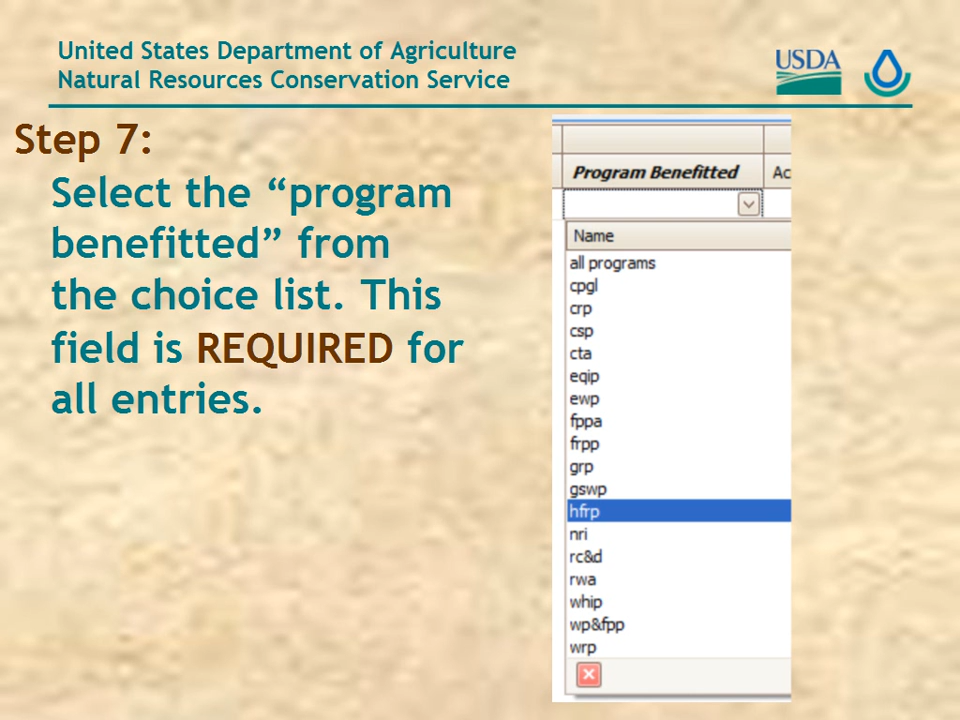 United States Department of Agriculture
Natural Resources Conservation Service
USDA
Step 7:
Select the “program
benefitted” from
the choice list. This
field is REQUIRED for
all entries.
Program Benefitted Ac
Name
all programs
cpgl
crp
csp
cta
eqip
ewp
fppa
frpp
grp
gswp
hfrp
nri
rc&d
rwa
whip
wp&fpp
wrp